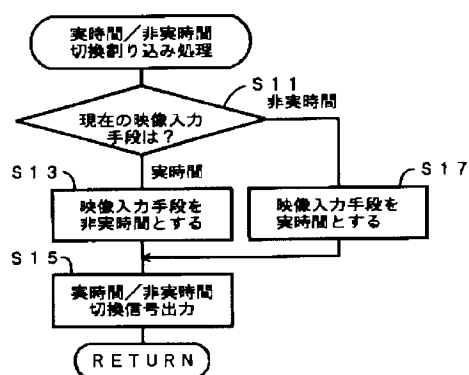 実時間/非実時間
切換割り込み処理
S11
非実時間
現在の映像入力
手段は?
S13
実時間
S17
映像入力手段を
非実時間とする
映像入力手段を
実時間とする
S15
実時間/非実時間
切換信号出力
RETURN